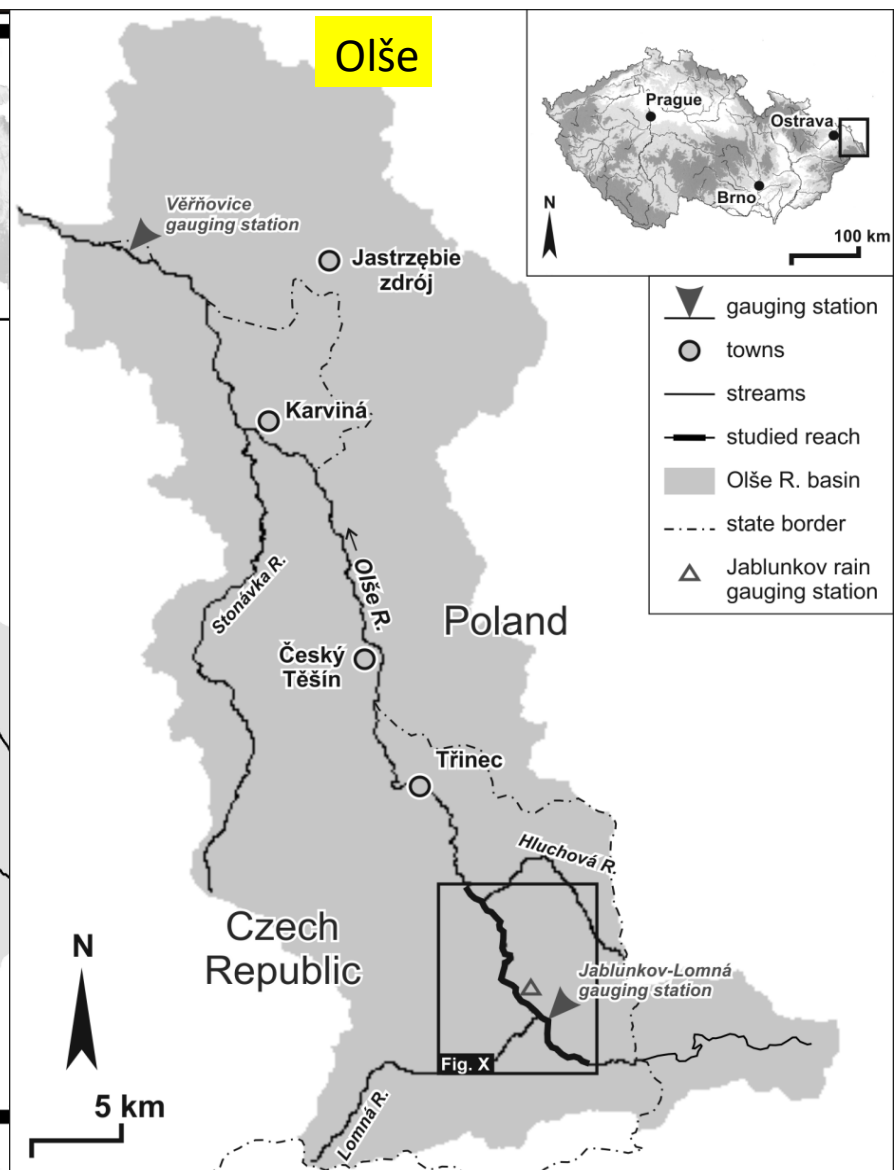 Olše
Prague
Ostrava
Brno
N
100 km
Věřňovice
gauging station
Jastrzębie
zdrój
gauging station
towns
streams
studied reach
Olše R. basin
state border
Jablunkov rain
gauging station
Karviná
Stonávka R.
Olše R.
Poland
Český
Těšín
Třinec
Hluchová R.
Czech
Republic
Jablunkov-Lomná
gauging station
N
Fig. X
5 km
Lomná R.